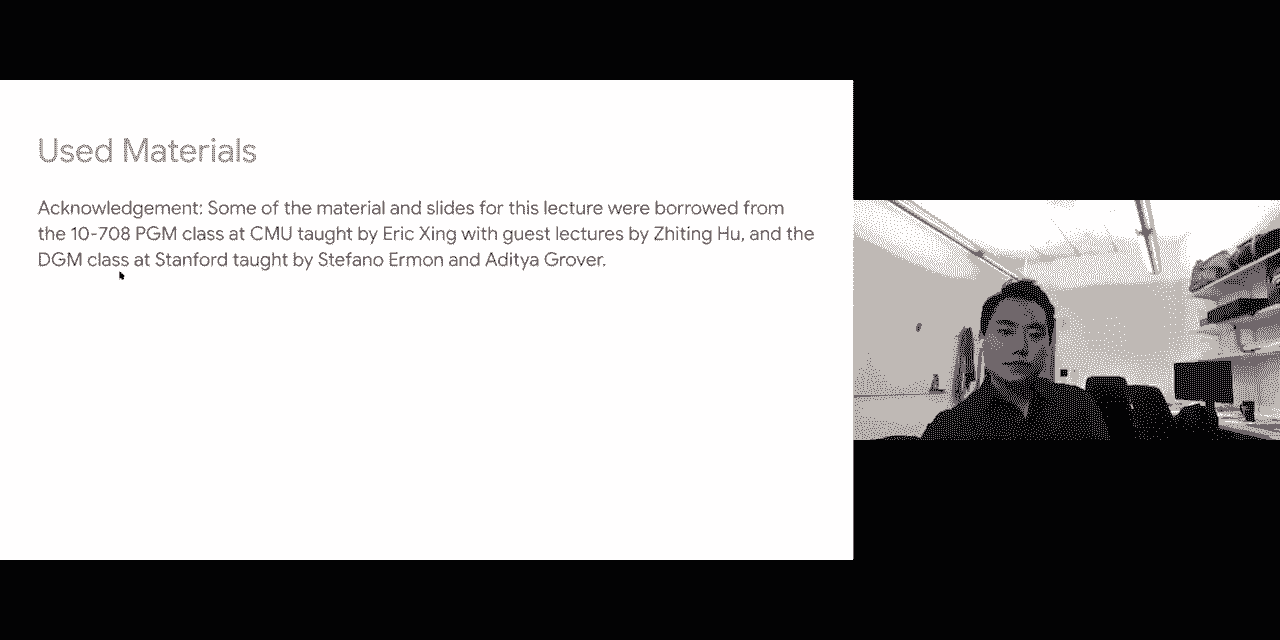 Used Materials
Acknowledgement: Some of the material and slides for this lecture were borrowed from
the 10-708 PGM class at CMU taught by Eric Xing with guest lectures by Zhiting Hu, and the
DGM class at Stanford taught by Stefano Ermon and Aditya Grover.